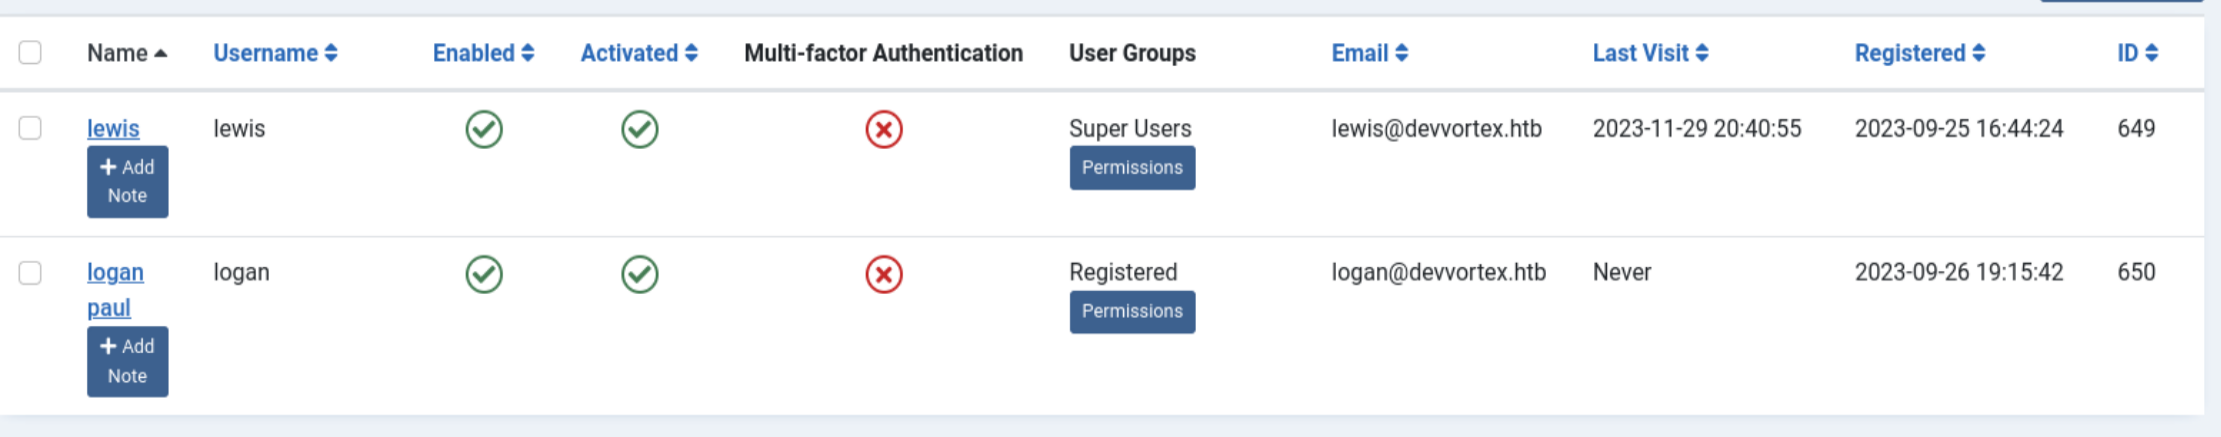 Name Username Enabled Activated Multi-factor Authentication User Groups Email Last Visit Registered ID
lewis lewis Super Users lewis@devvortex.htb 2023-11-29 20:40:55 2023-09-25 16:44:24 649
+ Add Permissions
Note
logan logan Registered logan@devvortex.htb Never 2023-09-26 19:15:42 650
paul Permissions
+ Add
Note